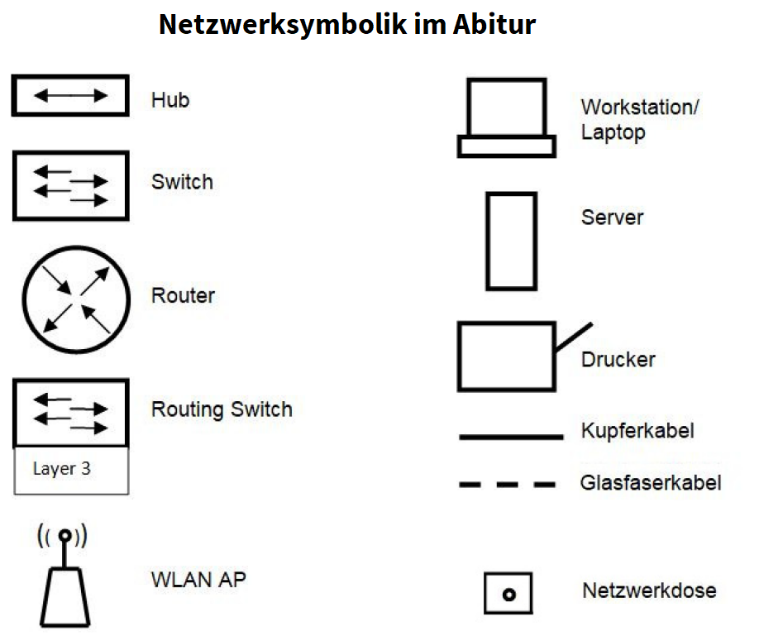 Netzwerksymbolik im Abitur
Hub
Switch
Router
Routing Switch
Layer 3
WLAN AP
Workstation/
Laptop
Server
Drucker
Kupferkabel
Glasfaserkabel
Netzwerkdose